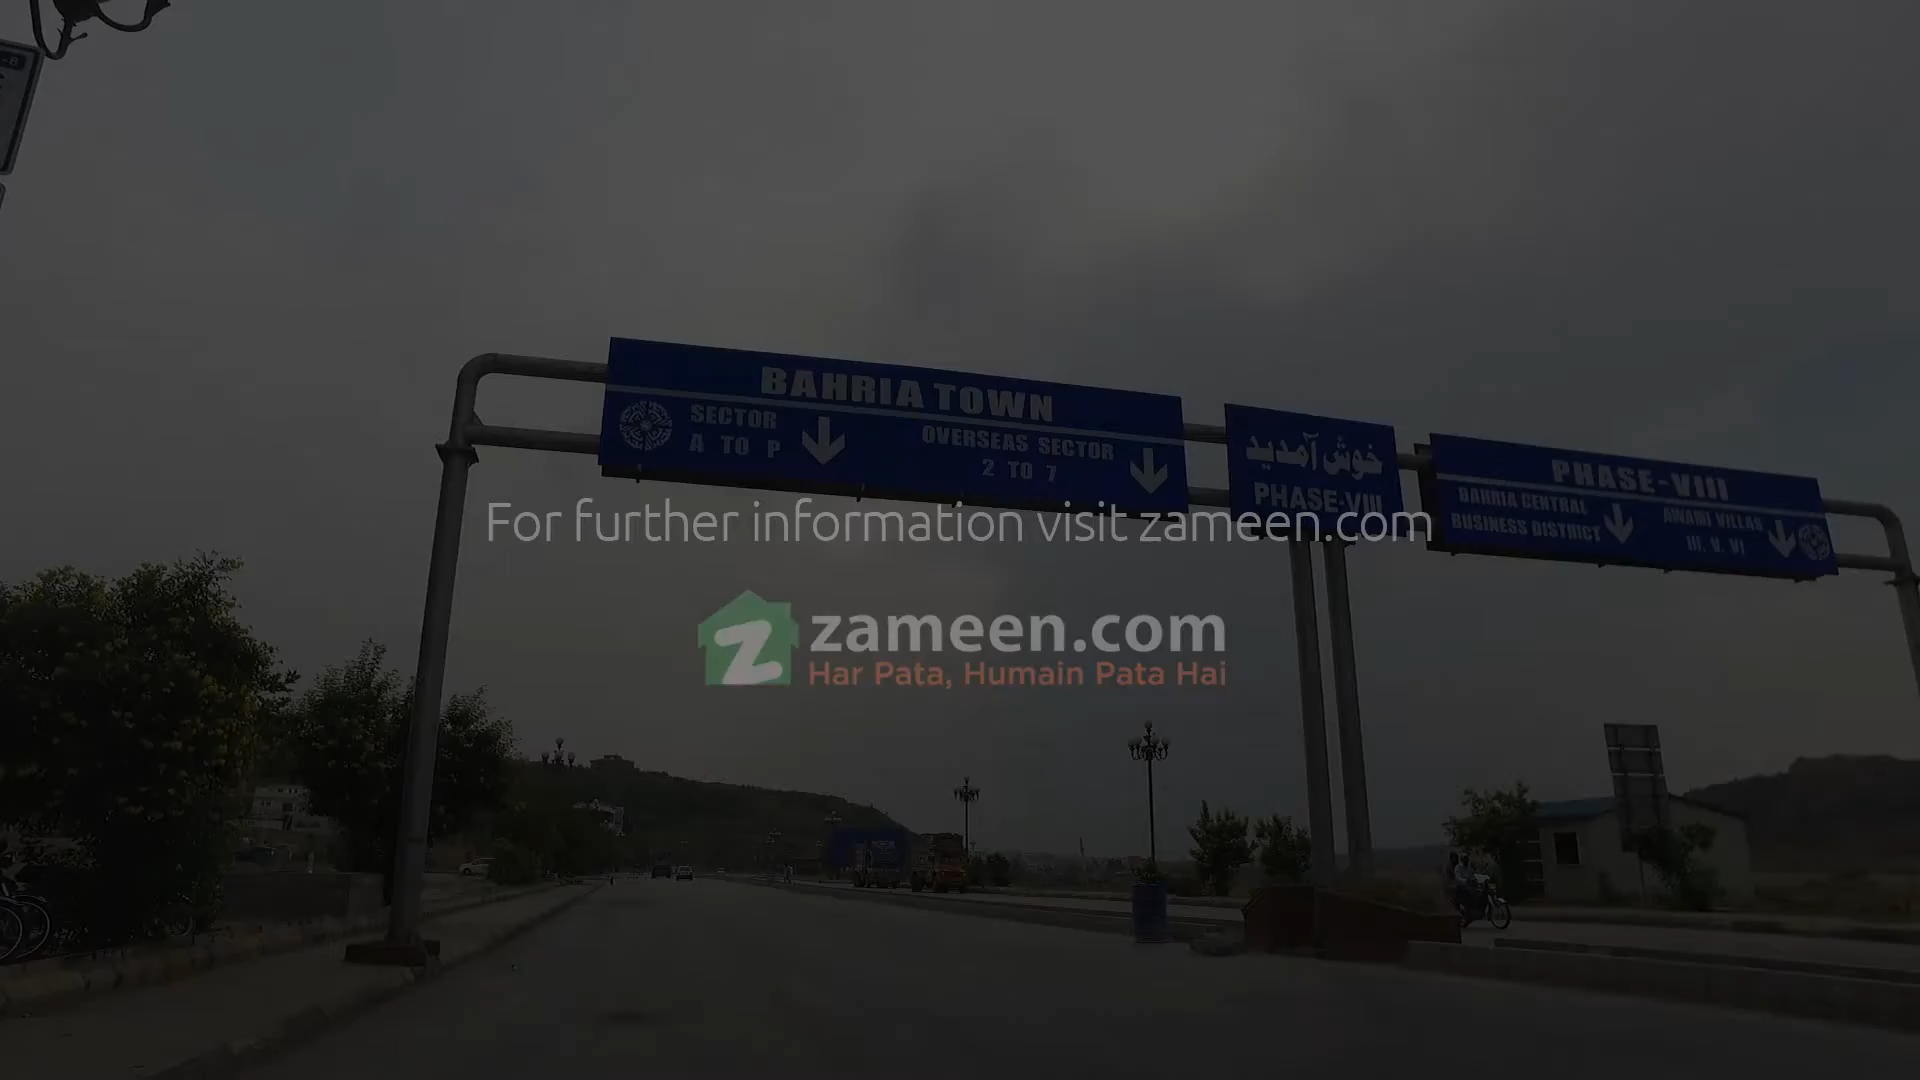 BAHRIA TOWN
SECTOR
A TO P
OVERSEAS SECTOR
2 TO 7
خوش آمدید
PHASE-VIII
PHASE-VIII
BAHRIA CENTRAL
BUSINESS DISTRICT
AWAMI VILLAS
III. V. VI
For further information visit zameen.com
zameen.com
Har Pata, Humain Pata Hai